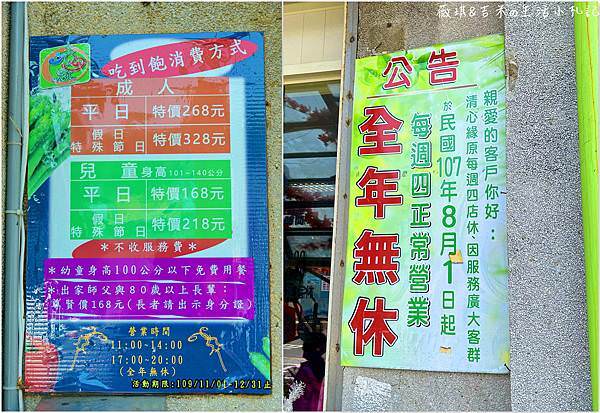 薇琪&吉米の生活小札記
吃到飽消費方式
成人
平日 特價268元
假日
特殊節日 特價328元
兒童身高101-140公分
平日 特價168元
假日
特殊節日 特價218元
*不收服務費*
*幼童身高100公分以下免費用餐
*出家師父與80歲以上長輩:
尊賢價168元(長者請出示身分證)
營業時間
11:00-14:00
17:00-20:00
(全年無休)
活動期限:109/11/01-12/31止
公告
親愛的客戶你好:
清心緣原每週四店休,因服務廣大客群
於民國107年8月1日起
每週四正常營業
全年無休